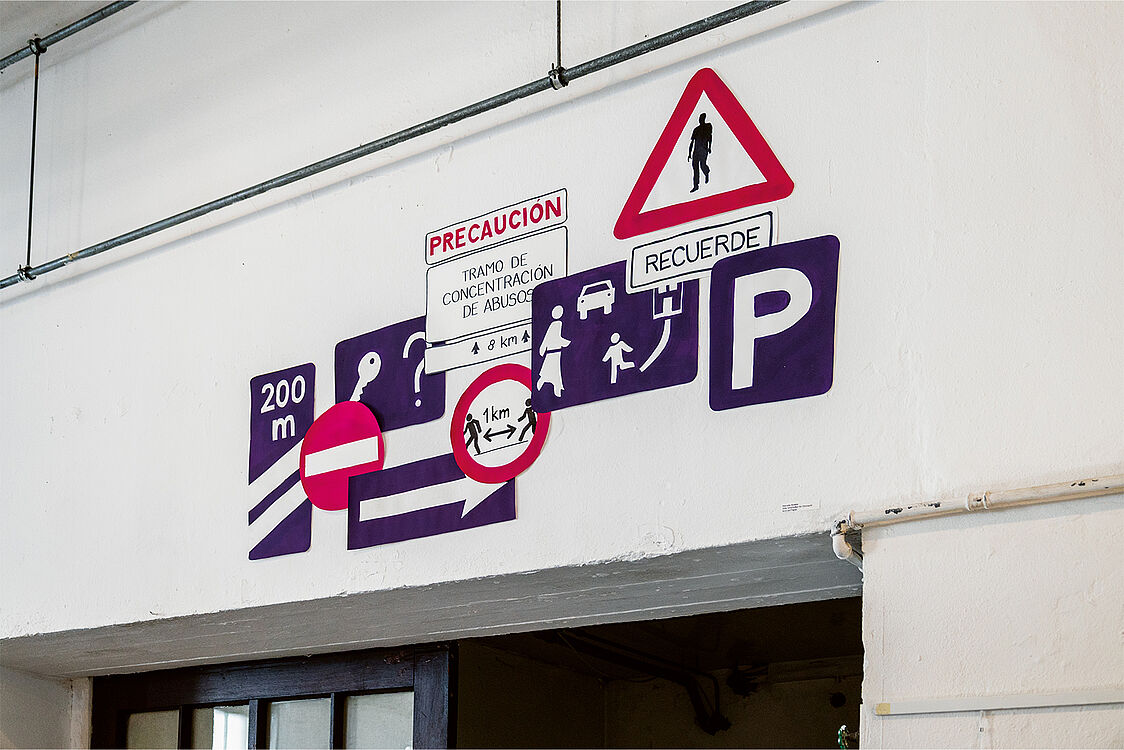 200
m
?
PRECAUCIÓN
TRAMO DE
CONCENTRACIÓN
DE ABUSOS
8 km
1km
RECUERDE
P